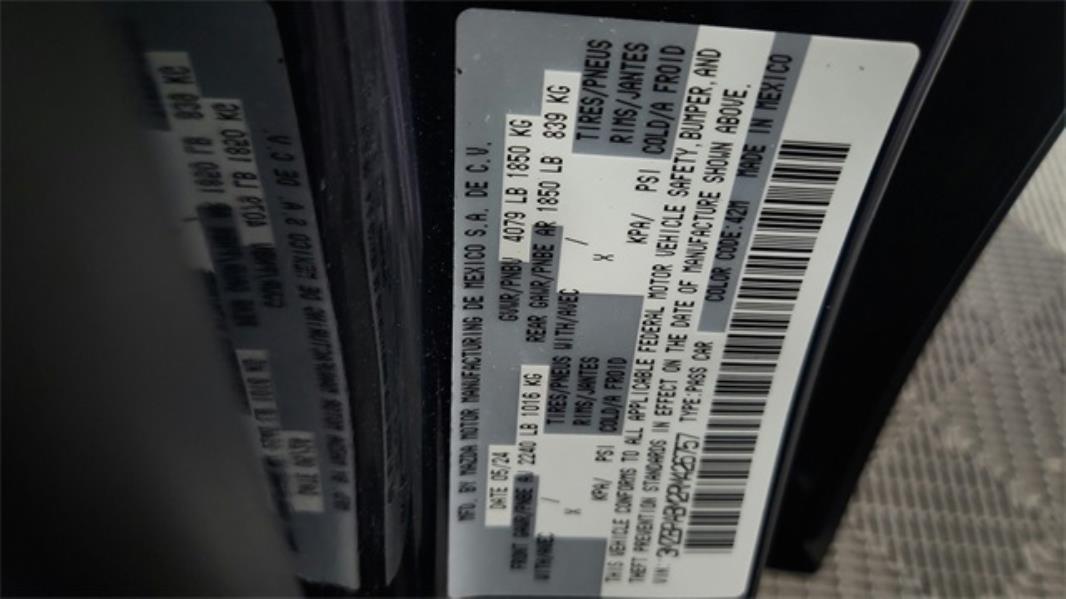 MFD. BY MAZDA MOTOR MANUFACTURING DE MEXICO S.A. DE C.V.
DATE 05/24 GVWR/PNBV 4079 LB 1850 KG
FRONT GAWR/PNBE AV 2240 LB 1016 KG REAR GAWR/PNBE AR 1850 LB 839 KG
WITH/AVEC / TIRES/PNEUS WITH/AVEC / TIRES/PNEUS
X RIMS/JANTES X RIMS/JANTES
KPA/ PSI COLD/A FROID KPA/ PSI COLD/A FROID
THIS VEHICLE CONFORMS TO ALL APPLICABLE FEDERAL MOTOR VEHICLE SAFETY, BUMPER, AND
THEFT PREVENTION STANDARDS IN EFFECT ON THE DATE OF MANUFACTURE SHOWN ABOVE.
VIN: TYPE:PASS CAR COLOR CODE:42M MADE IN MEXICO